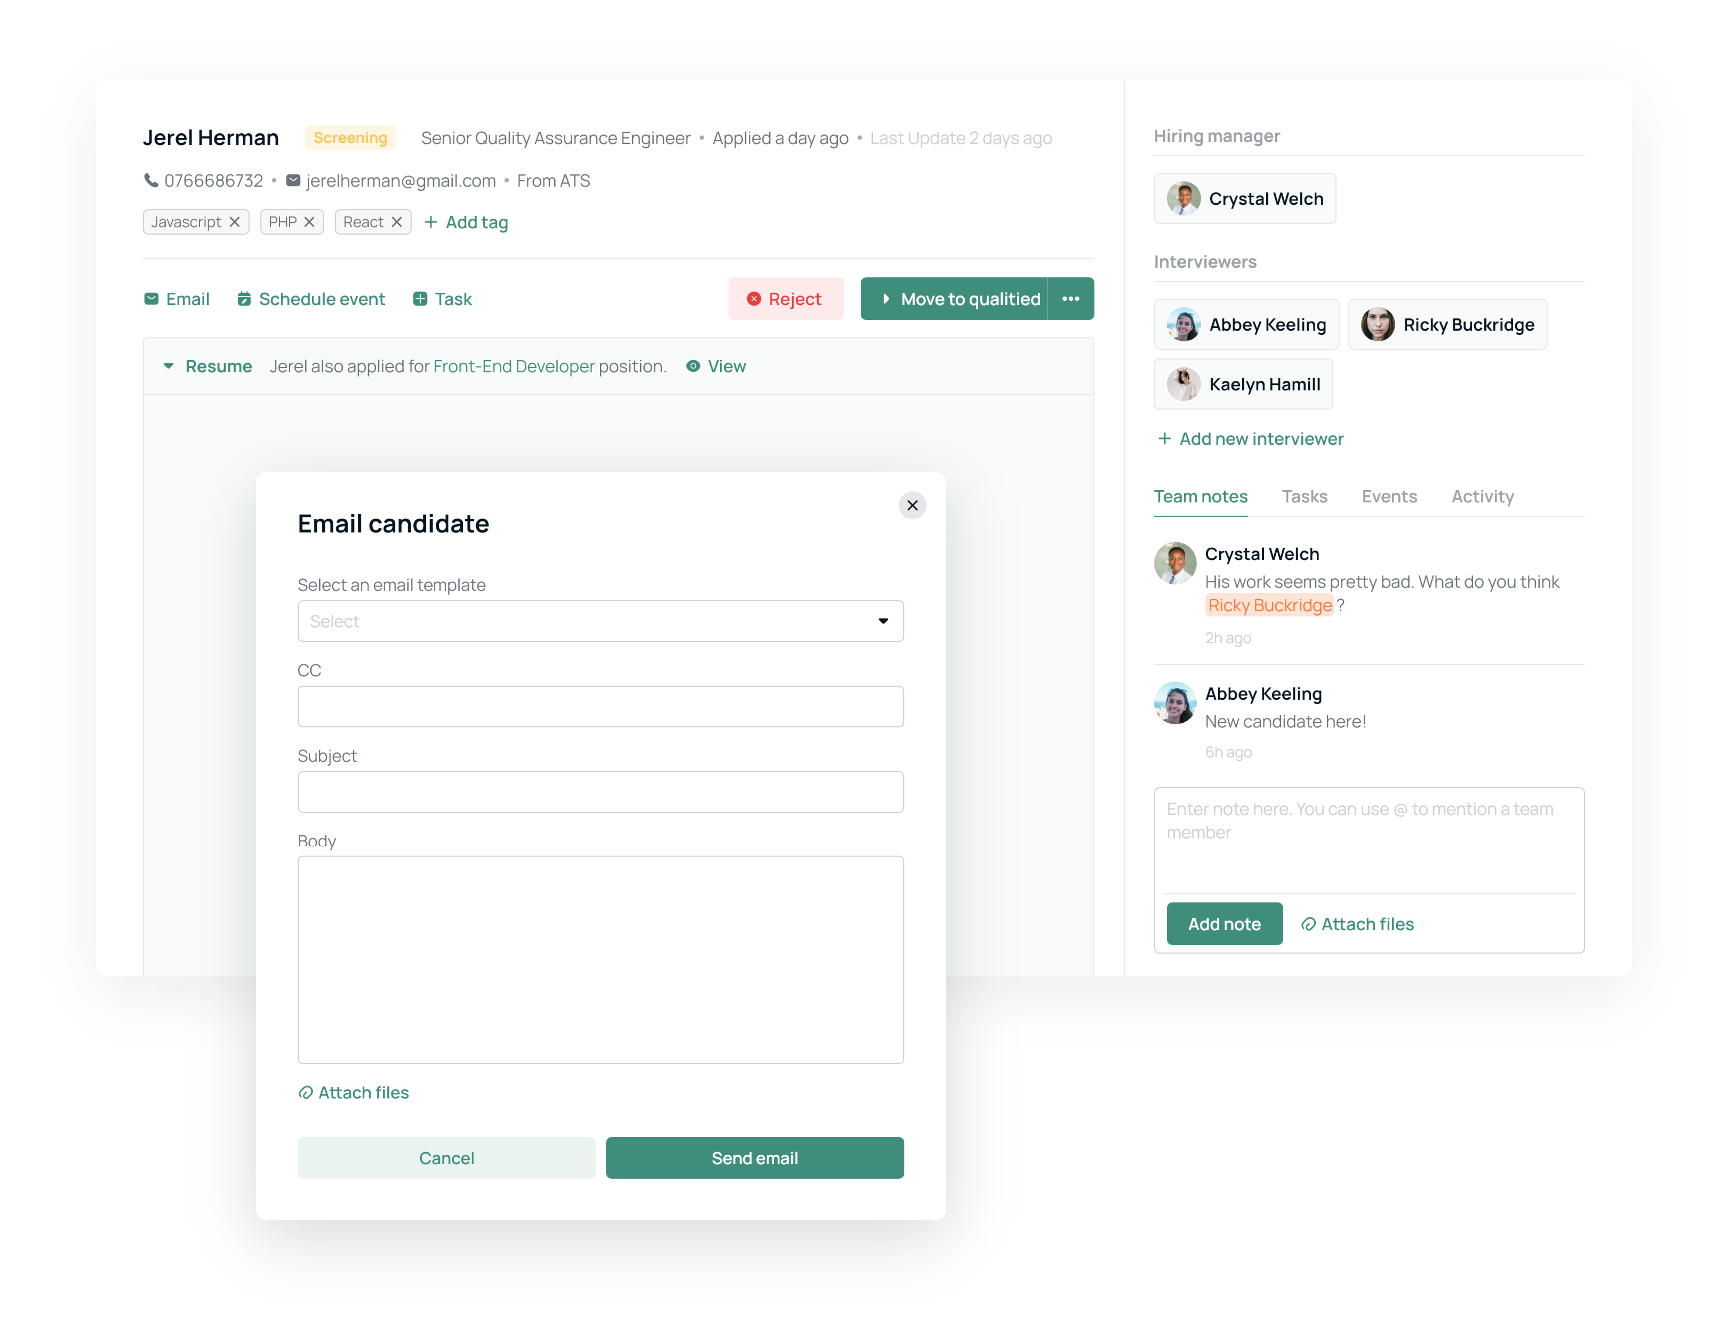 Jerel Herman Screening Senior Quality Assurance Engineer • Applied a day ago • Last Update 2 days ago
0766686732 • jerelherman@gmail.com • From ATS
Javascript PHP React Add tag
Email Schedule event Task Reject Move to qualitied •••
Resume Jerel also applied for Front-End Developer position. View
Email candidate
Select an email template
Select
CC
Subject
Body
Attach files
Cancel Send email
Hiring manager
Crystal Welch
Interviewers
Abbey Keeling Ricky Buckridge
Kaelyn Hamill
+ Add new interviewer
Team notes Tasks Events Activity
Crystal Welch
His work seems pretty bad. What do you think
Ricky Buckridge ?
2h ago
Abbey Keeling
New candidate here!
6h ago
Enter note here. You can use @ to mention a team
member
Add note Attach files